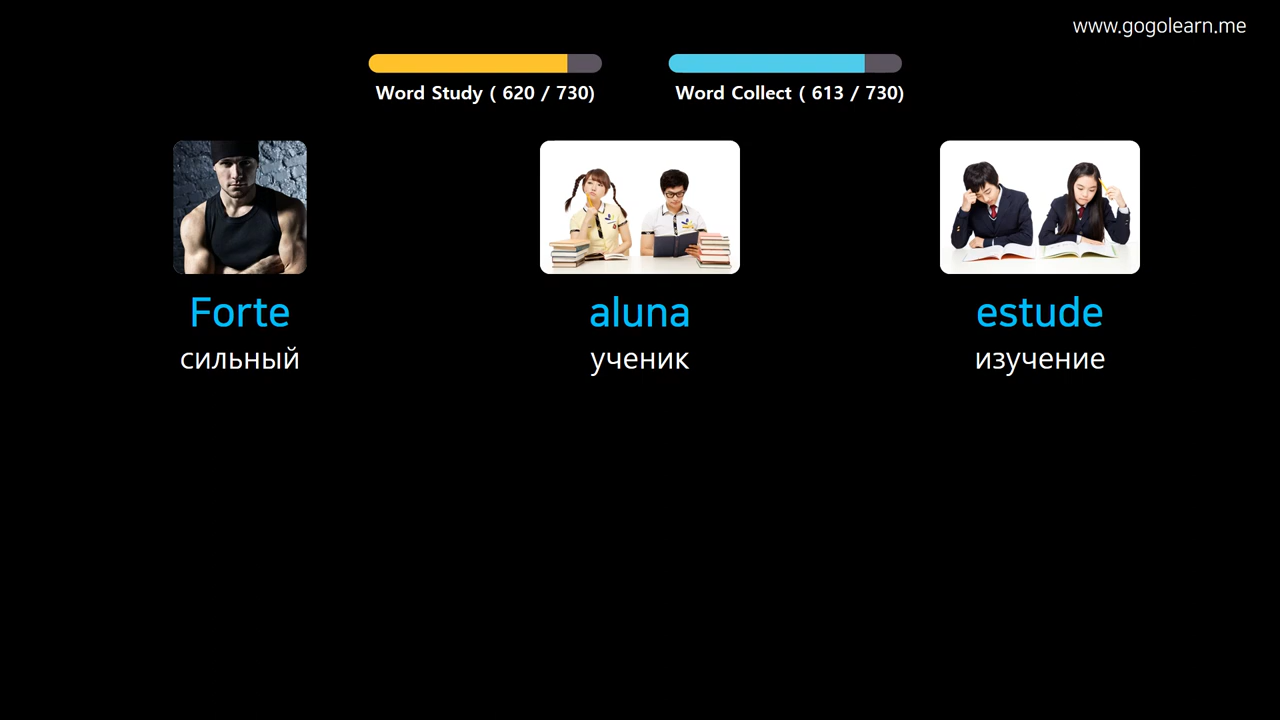 www.gogolearn.me
Word Study ( 620 / 730)
Word Collect ( 613 / 730)
Forte
сильный
aluna
ученик
estude
изучение